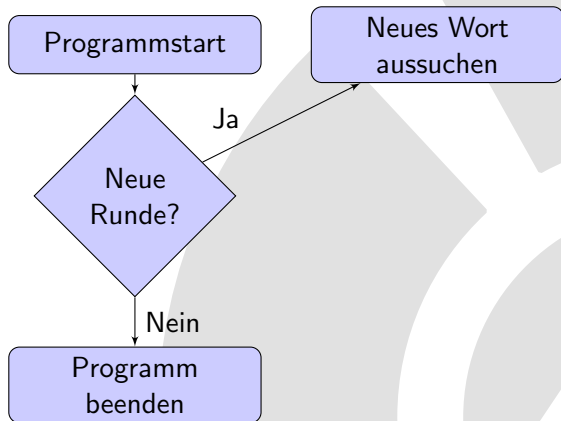 Programmstart
Neues Wort
aussuchen
Ja
Neue
Runde?
Nein
Programm
beenden